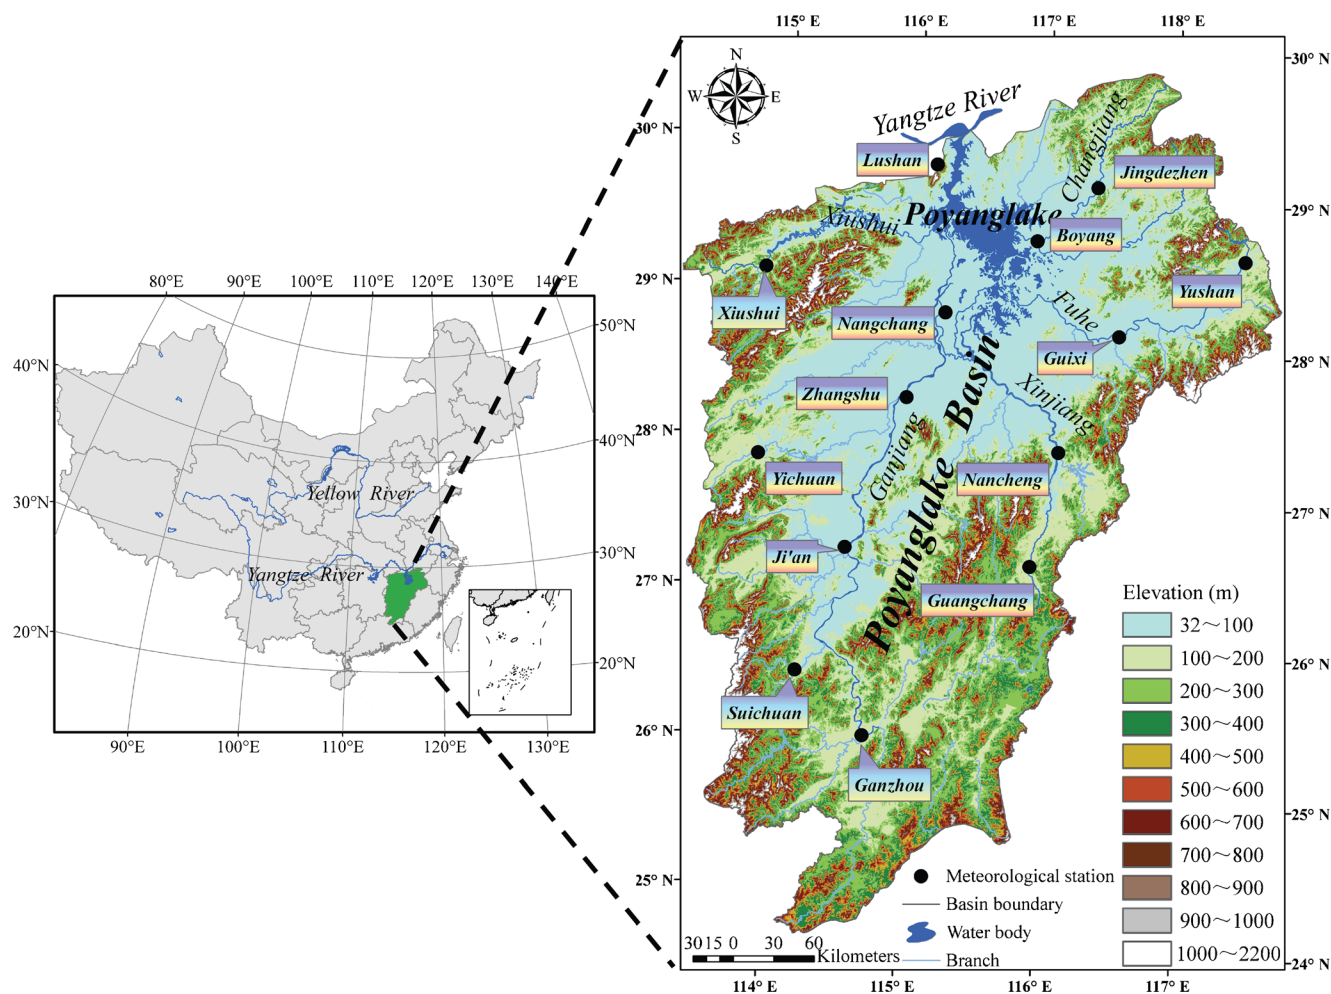 115° E
116° E
117° E
118° E
30° N
29° N
28° N
27° N
26° N
25° N
24° N
30° N
29° N
28° N
27° N
26° N
25° N
114° E
115° E
116° E
117° E
N
W
E
S
Yangtze River
Lushan
Changjiang
Jingdezhen
Poyanglake
Xiushui
Boyang
Yushan
Xiushui
Nangchang
Fuhe
Guixi
Zhangshu
Poyanglake Basin
Xinjiang
Ganjiang
Yichuan
Nancheng
Ji'an
Guangchang
Suichuan
Ganzhou
Elevation (m)
32～100
100～200
200～300
300～400
400～500
500～600
600～700
700～800
800～900
900～1000
1000～2200
Meteorological station
Basin boundary
Water body
Branch
30 15 0 30 60
Kilometers
80°E
90°E
100°E
110°E
120°E
130°E
140°E
50°N
40°N
30°N
20°N
40°N
30°N
20°N
90°E
100°E
110°E
120°E
130°E
Yellow River
Yangtze River